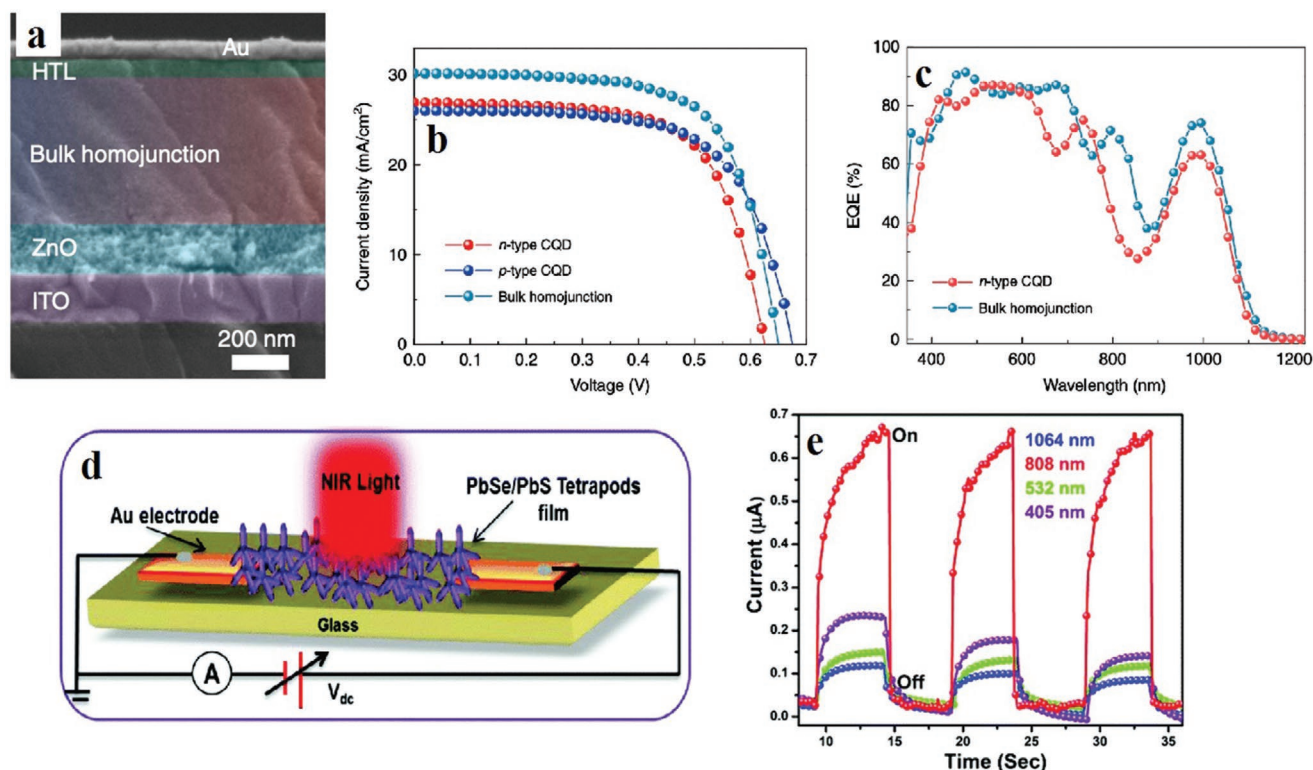 a
Au
HTL
Bulk homojunction
ZnO
ITO
200 nm
b
Current density (mA/cm²)
30
20
10
0
n-type CQD
p-type CQD
Bulk homojunction
0.0 0.1 0.2 0.3 0.4 0.5 0.6 0.7
Voltage (V)
c
EQE (%)
100
80
60
40
20
0
n-type CQD
Bulk homojunction
400 600 800 1000 1200
Wavelength (nm)
d
NIR Light
Au electrode
PbSe/PbS Tetrapods
film
Glass
A
Vdc
e
Current (μA)
0.7
0.6
0.5
0.4
0.3
0.2
0.1
0.0
On
Off
1064 nm
808 nm
532 nm
405 nm
10 15 20 25 30 35
Time (Sec)